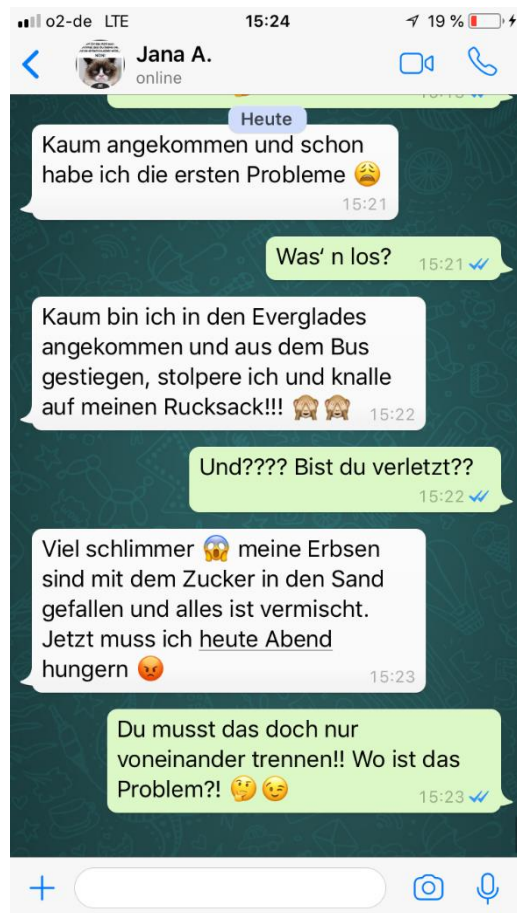 o2-de LTE 15:24 19 %
Jana A.
online
Heute
Kaum angekommen und schon
habe ich die ersten Probleme 😩
15:21
Was' n los? 15:21
Kaum bin ich in den Everglades
angekommen und aus dem Bus
gestiegen, stolpere ich und knalle
auf meinen Rucksack!!! 🙈🙈 15:22
Und???? Bist du verletzt??
15:22
Viel schlimmer 😱 meine Erbsen
sind mit dem Zucker in den Sand
gefallen und alles ist vermischt.
Jetzt muss ich heute Abend
hungern 😡 15:23
Du musst das doch nur
voneinander trennen!! Wo ist das
Problem?! 🤔😉 15:23